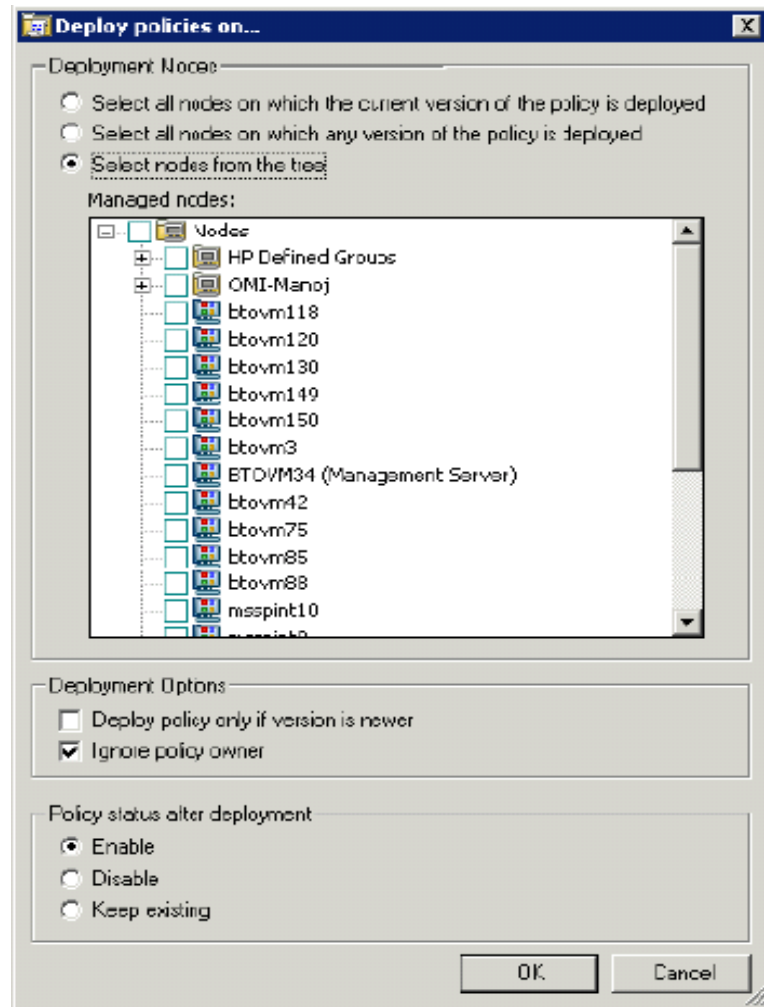 Deploy policies on...
Deployment Nodes
Select all nodes on which the current version of the policy is deployed
Select all nodes on which any version of the policy is deployed
Select nodes from the tree
Managed nodes:
Nodes
HP Defined Groups
OMI-Manoj
btovm118
btovm120
btovm130
btovm149
btovm150
btovm3
BTOVM34 (Management Server)
btovm42
btovm75
btovm85
btovm88
msspint10
Deployment Options
Deploy policy only if version is newer
Ignore policy owner
Policy status after deployment
Enable
Disable
Keep existing
OK
Cancel